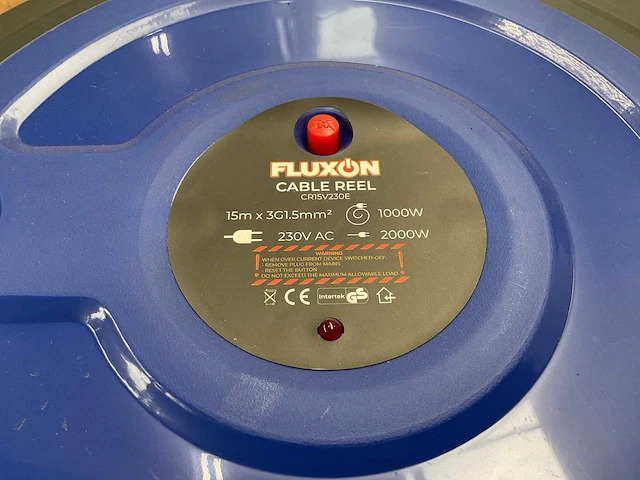 FLUXON
CABLE REEL
CR15V230E
15m x 3G1.5mm² 1000W
230V AC 2000W
WARNING
WHEN OVER CURRENT DEVICE SWITCHED-OFF:
- REMOVE PLUG FROM MAINS
- RESET THE BUTTON
DO NOT EXCEED THE MAXIMUM ALLOWABLE LOAD
CE Intertek GS